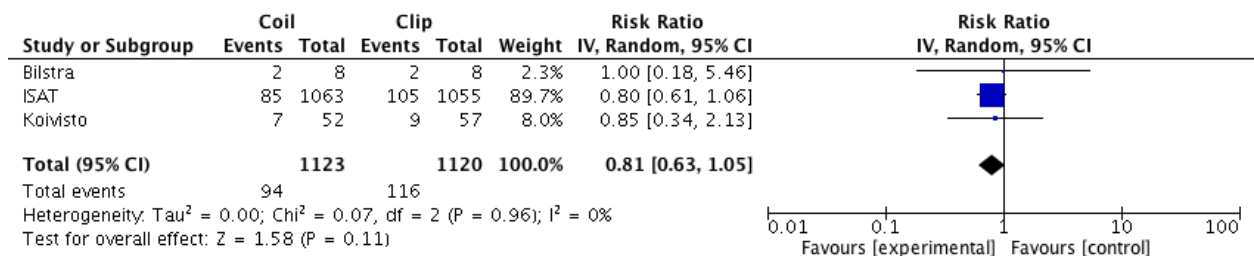 Coil Clip Risk Ratio Risk Ratio
Study or Subgroup Events Total Events Total Weight IV, Random, 95% CI IV, Random, 95% CI
Bilstra 2 8 2 8 2.3% 1.00 [0.18, 5.46]
ISAT 85 1063 105 1055 89.7% 0.80 [0.61, 1.06]
Koivisto 7 52 9 57 8.0% 0.85 [0.34, 2.13]
Total (95% CI) 1123 1120 100.0% 0.81 [0.63, 1.05]
Total events 94 116
Heterogeneity: Tau² = 0.00; Chi² = 0.07, df = 2 (P = 0.96); I² = 0%
Test for overall effect: Z = 1.58 (P = 0.11)
0.01 0.1 1 10 100
Favours [experimental] Favours [control]